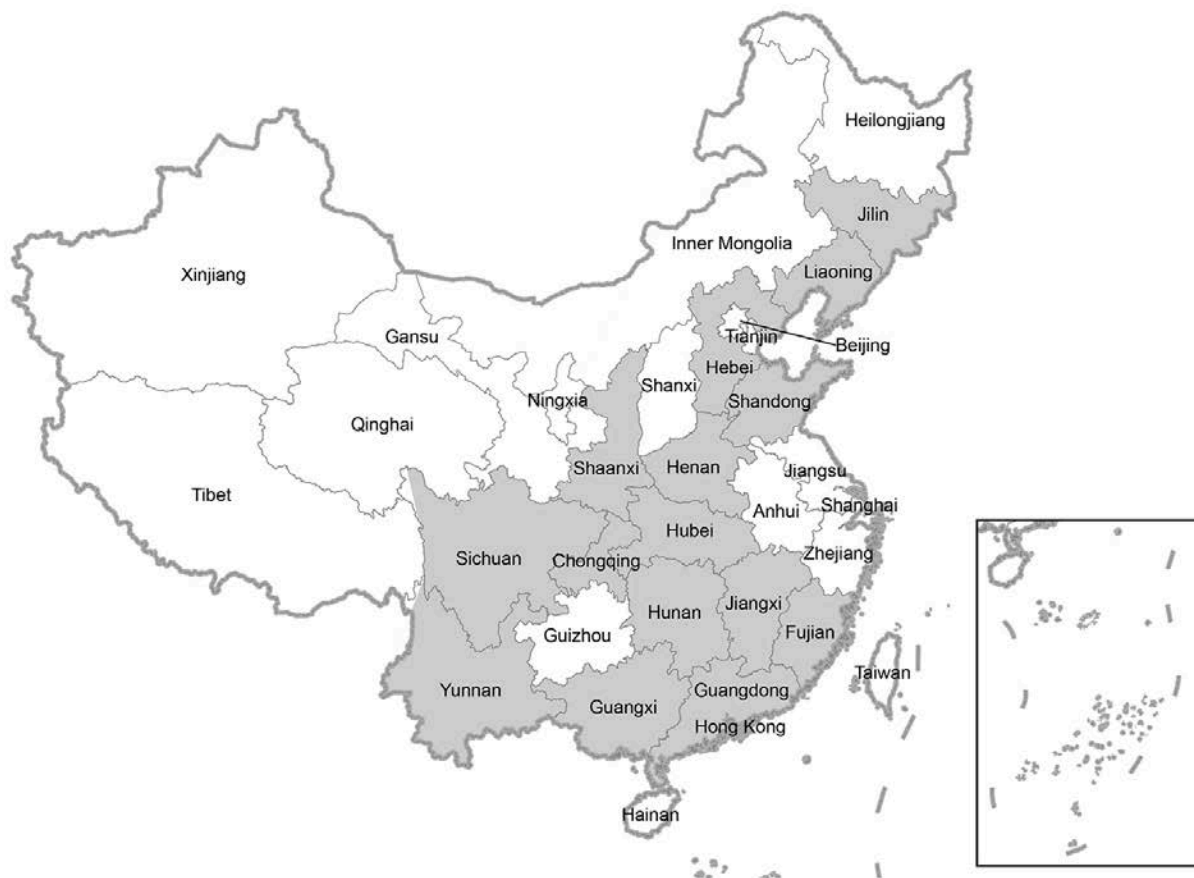 Heilongjiang
Jilin
Inner Mongolia
Liaoning
Xinjiang
Gansu
Tianjin
Beijing
Hebei
Shanxi
Ningxia
Shandong
Qinghai
Shaanxi
Henan
Jiangsu
Tibet
Shanghai
Anhui
Hubei
Zhejiang
Sichuan
Chongqing
Jiangxi
Hunan
Guizhou
Fujian
Taiwan
Yunnan
Guangdong
Guangxi
Hong Kong
Hainan